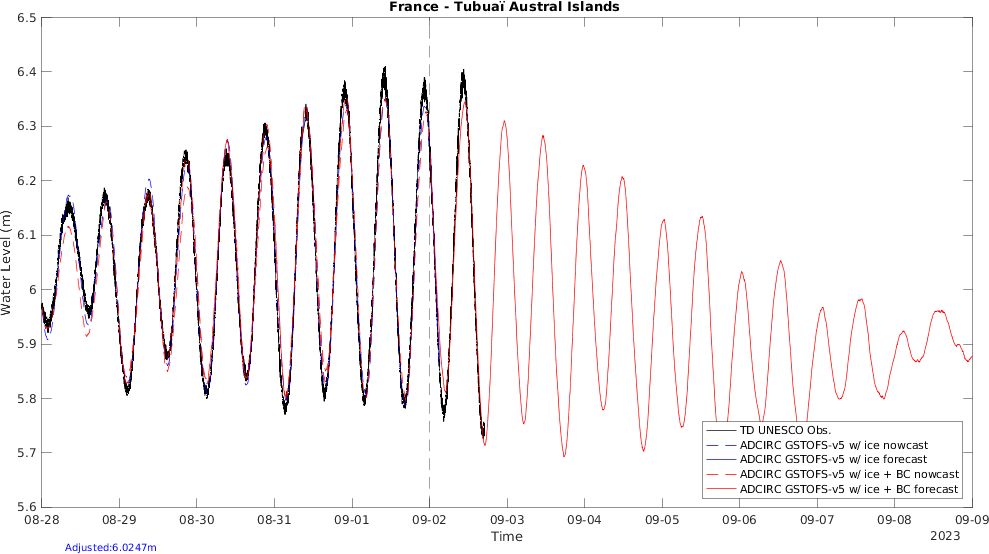 France - Tubuaï Austral Islands
6.5
6.4
6.3
6.2
6.1
6
5.9
5.8
5.7
5.6
Water Level (m)
TD UNESCO Obs.
ADCIRC GSTOFS-v5 w/ ice nowcast
ADCIRC GSTOFS-v5 w/ ice forecast
ADCIRC GSTOFS-v5 w/ ice + BC nowcast
ADCIRC GSTOFS-v5 w/ ice + BC forecast
08-28 08-29 08-30 08-31 09-01 09-02 09-03 09-04 09-05 09-06 09-07 09-08 09-09
Time
2023
Adjusted:6.0247m